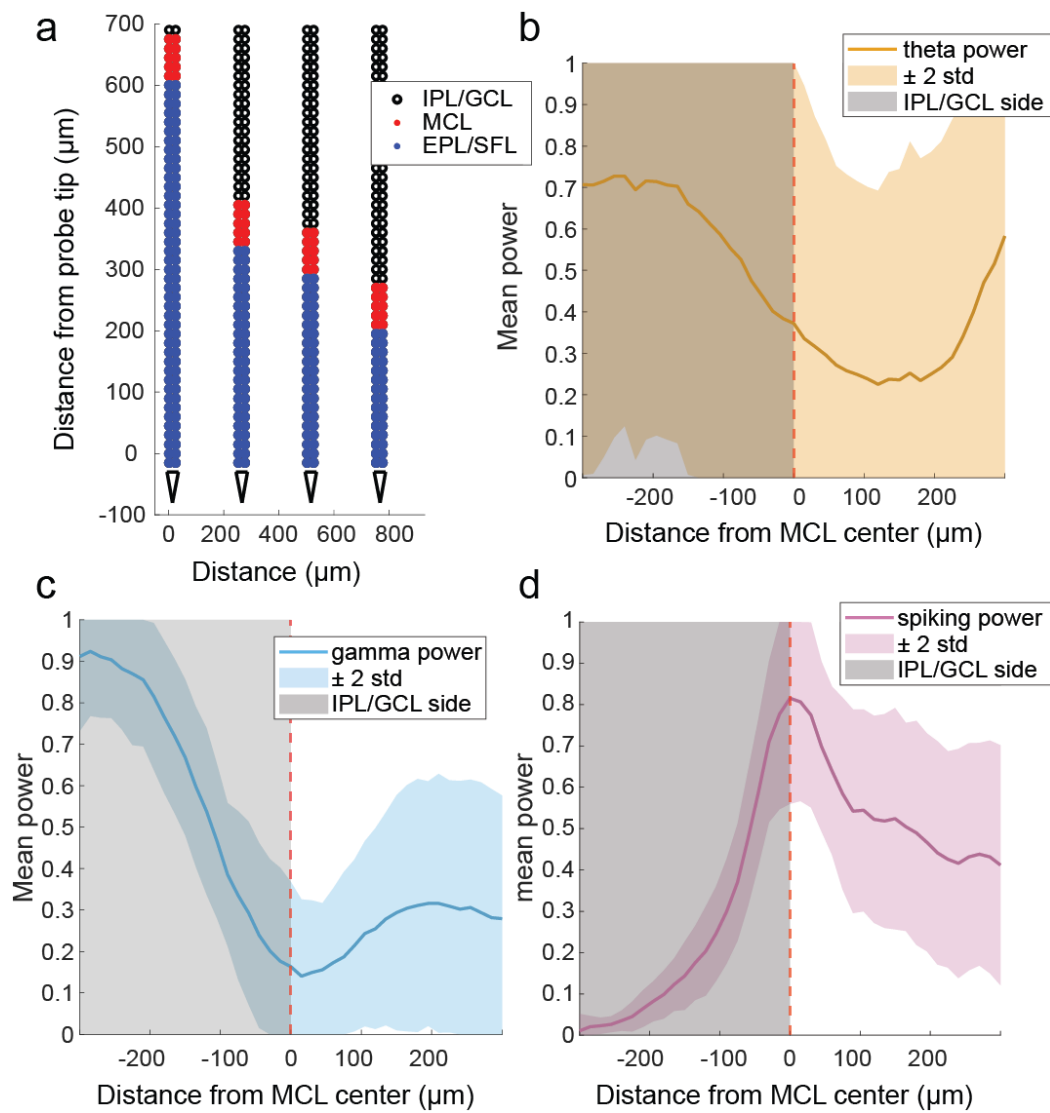 a
Distance from probe tip (µm)
700
600
500
400
300
200
100
0
-100
0
200
400
600
800
Distance (µm)
IPL/GCL
MCL
EPL/SFL
b
Mean power
1
0.9
0.8
0.7
0.6
0.5
0.4
0.3
0.2
0.1
0
-200
-100
0
100
200
Distance from MCL center (µm)
theta power
± 2 std
IPL/GCL side
c
Mean power
1
0.9
0.8
0.7
0.6
0.5
0.4
0.3
0.2
0.1
0
-200
-100
0
100
200
Distance from MCL center (µm)
gamma power
± 2 std
IPL/GCL side
d
mean power
1
0.9
0.8
0.7
0.6
0.5
0.4
0.3
0.2
0.1
0
-200
-100
0
100
200
Distance from MCL center (µm)
spiking power
± 2 std
IPL/GCL side